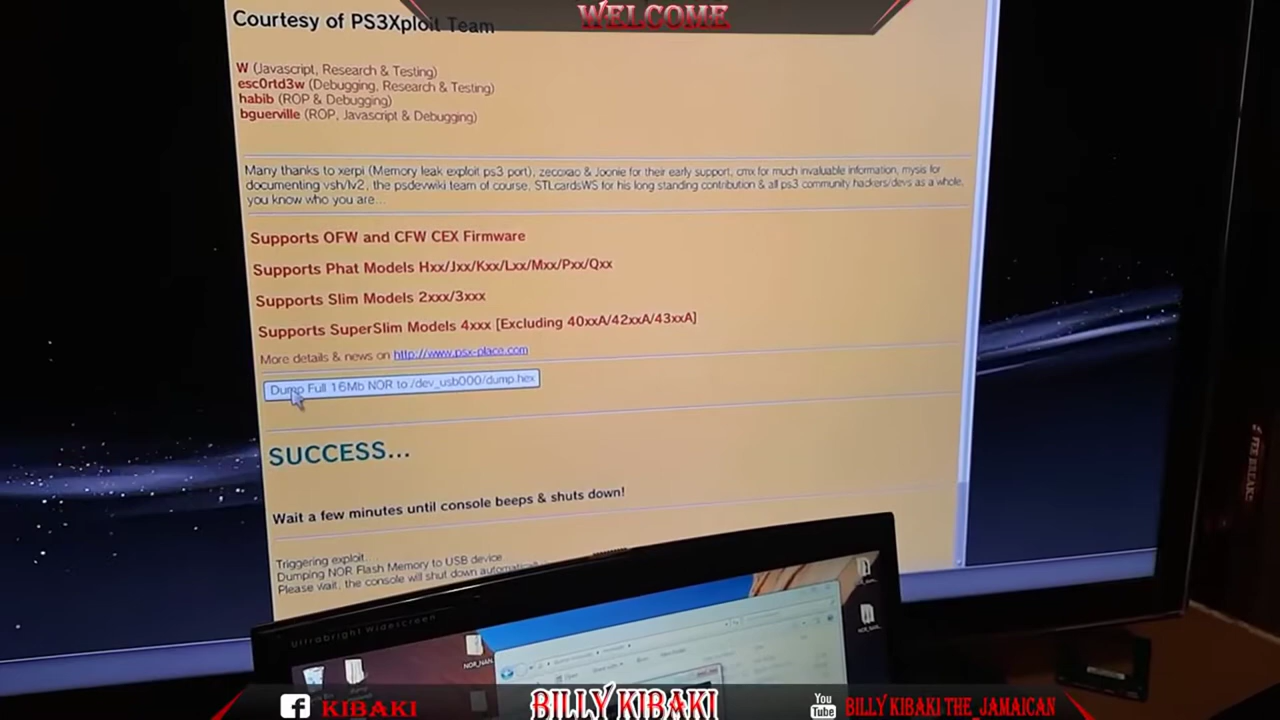 WELCOME
Courtesy of PS3Xploit Team
W (Javascript, Research & Testing)
esc0rtd3w (Debugging, Research & Testing)
habib (ROP & Debugging)
bguerville (ROP, Javascript & Debugging)
Many thanks to xerpi (Memory leak exploit ps3 port), zecoxao & Joonie for their early support, cmx for much invaluable information, mysis for
documenting vsh/lv2, the psdevwiki team of course, STLcardsWS for his long standing contribution & all ps3 community hackers/devs as a whole,
you know who you are...
Supports OFW and CFW CEX Firmware
Supports Phat Models Hxx/Jxx/Kxx/Lxx/Mxx/Pxx/Qxx
Supports Slim Models 2xxx/3xxx
Supports SuperSlim Models 4xxx [Excluding 40xxA/42xxA/43xxA]
More details & news on http://www.psx-place.com
Dump Full 16Mb NOR to /dev_usb000/dump.hex
SUCCESS...
Wait a few minutes until console beeps & shuts down!
Triggering exploit...
Dumping NOR Flash Memory to USB device
Please wait, the console will shut down
Ultrabright Widescreen
KIBAKI
BILLY KIBAKI
You Tube
BILLY KIBAKI THE_JAMAICAN